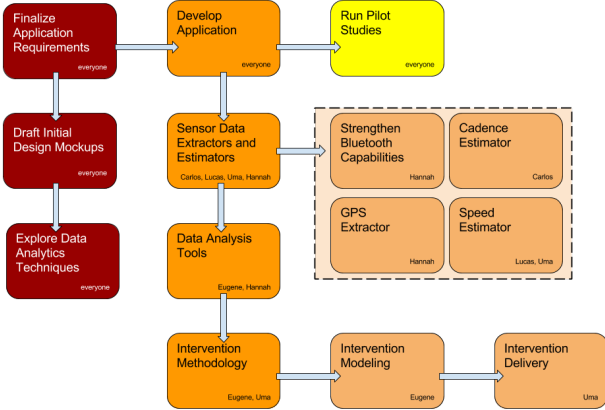 Finalize
Application
Requirements
everyone
Develop
Application
everyone
Run Pilot
Studies
everyone
Draft Initial
Design Mockups
everyone
Sensor Data
Extractors and
Estimators
Carlos, Lucas, Uma, Hannah
Strengthen
Bluetooth
Capabilities
Hannah
Cadence
Estimator
Carlos
GPS
Extractor
Hannah
Speed
Estimator
Lucas, Uma
Explore Data
Analytics
Techniques
everyone
Data Analysis
Tools
Eugene, Hannah
Intervention
Methodology
Eugene, Uma
Intervention
Modeling
Eugene
Intervention
Delivery
Uma